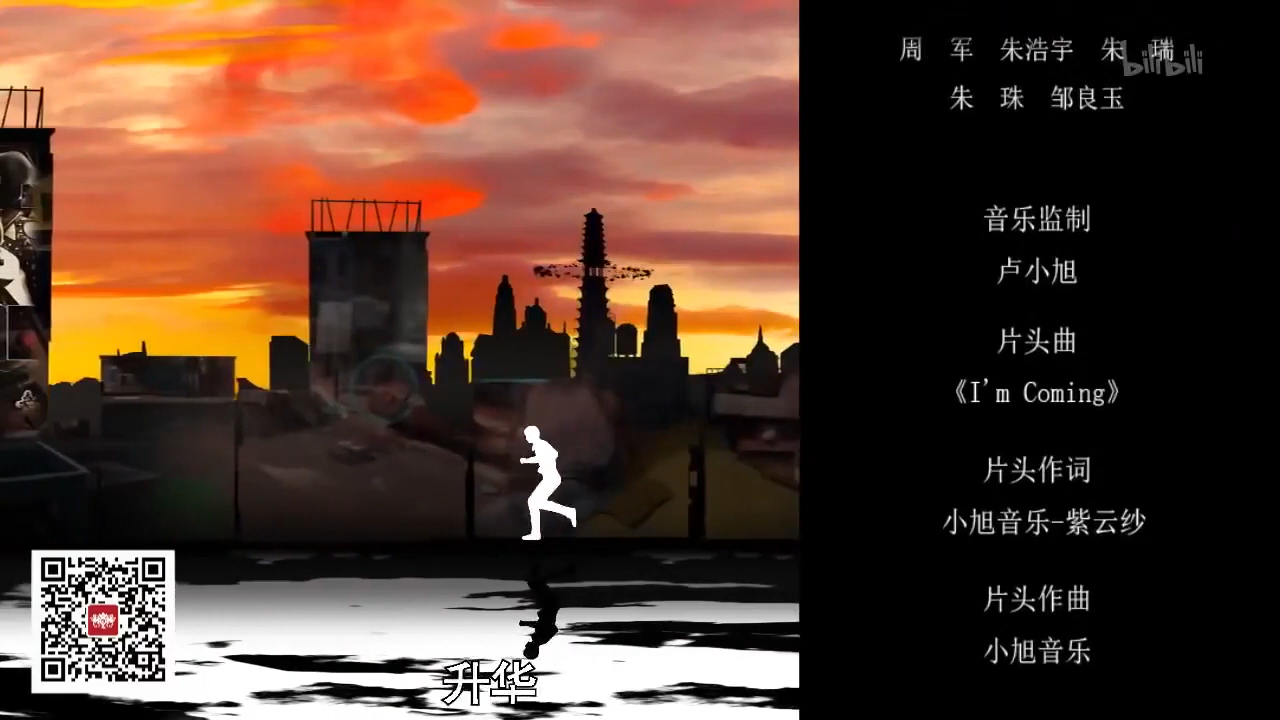 周 军 朱浩宇 朱 瑞
bilibili
朱 珠 邹良玉
音乐监制
卢小旭
片头曲
《I'm Coming》
片头作词
小旭音乐-紫云纱
片头作曲
小旭音乐
升华